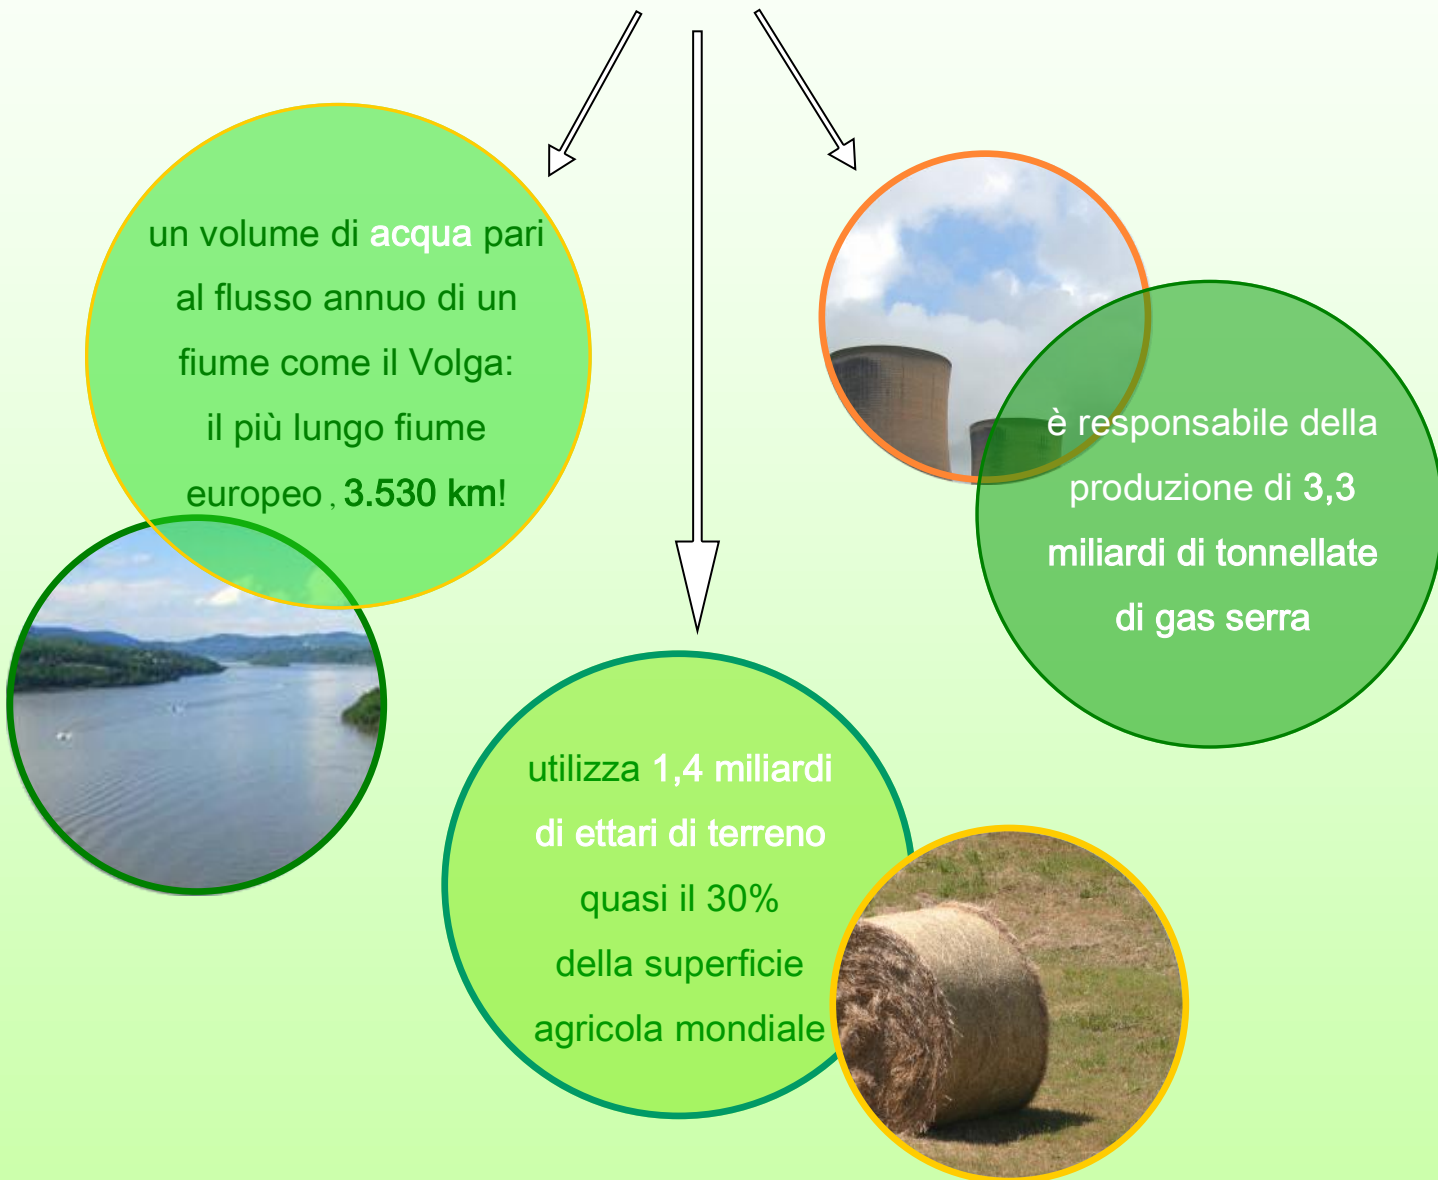 un volume di acqua pari
al flusso annuo di un
fiume come il Volga:
il più lungo fiume
europeo , 3.530 km!
è responsabile della
produzione di 3,3
miliardi di tonnellate
di gas serra
utilizza 1,4 miliardi
di ettari di terreno
quasi il 30%
della superficie
agricola mondiale